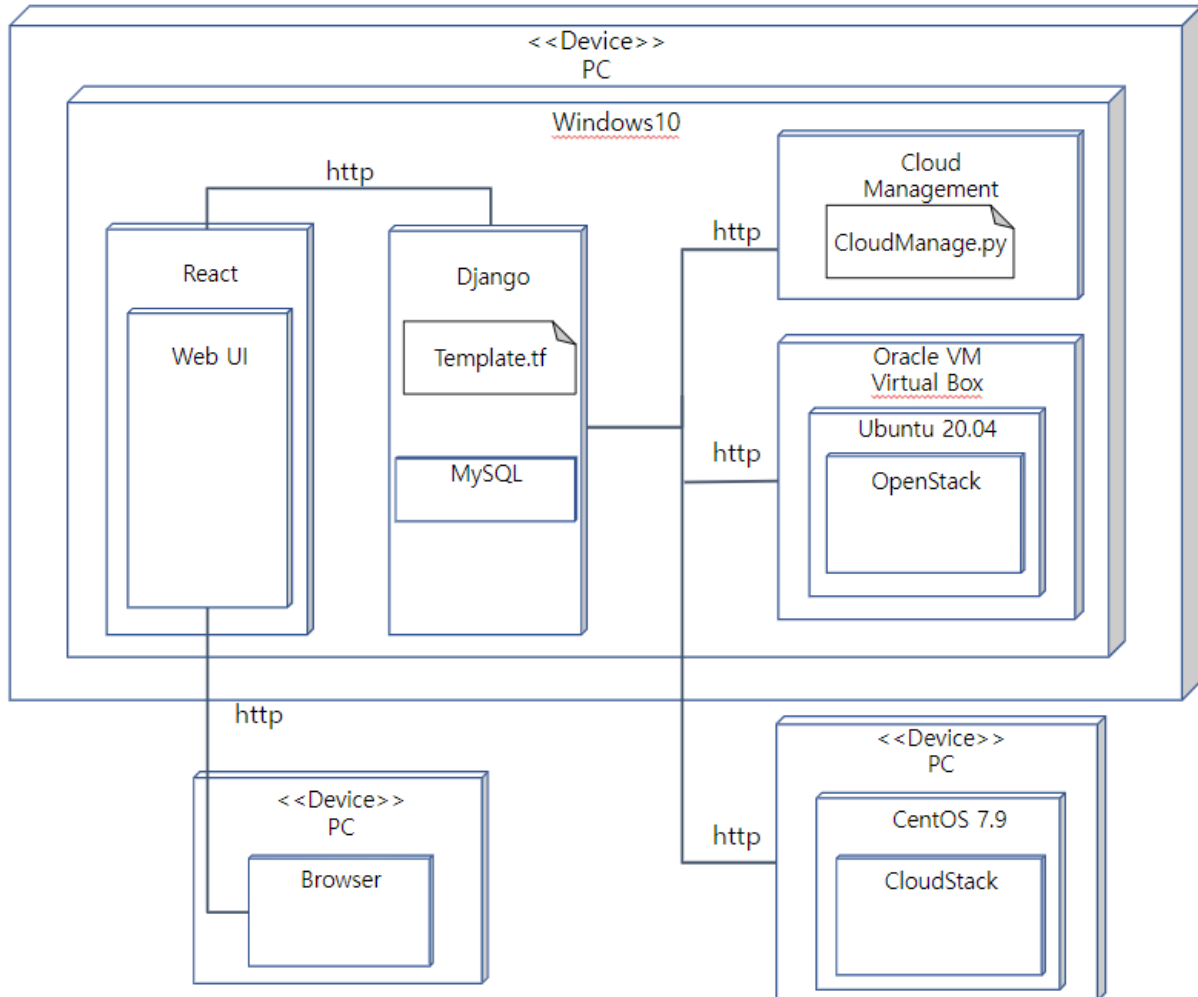 <<Device>>
PC
Windows10
http
React
Web UI
Django
Template.tf
MySQL
http
Cloud
Management
CloudManage.py
http
Oracle VM
Virtual Box
Ubuntu 20.04
OpenStack
http
<<Device>>
PC
Browser
http
<<Device>>
PC
CentOS 7.9
CloudStack